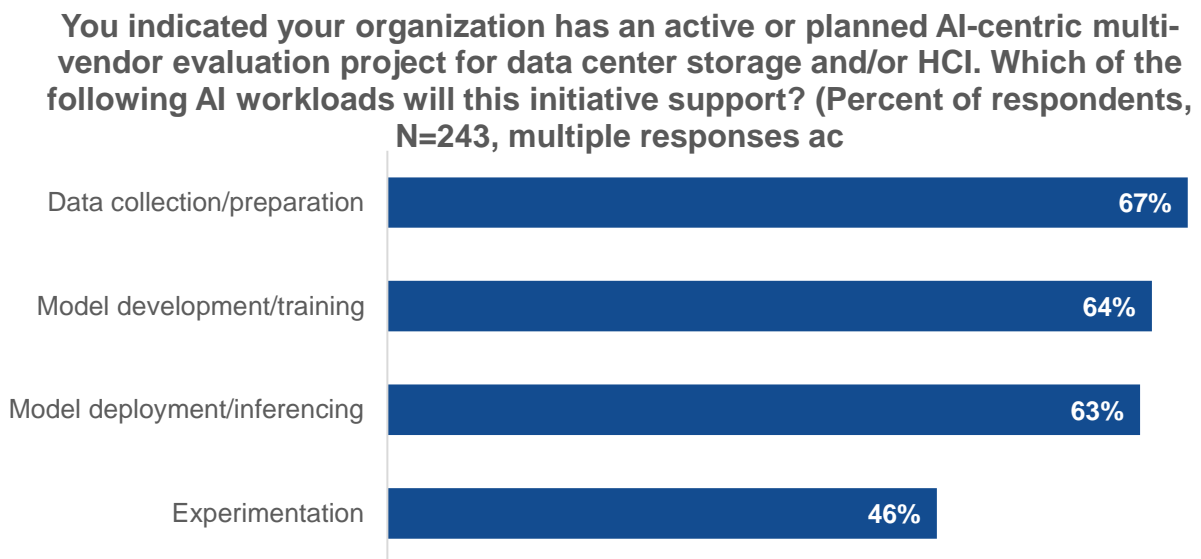 You indicated your organization has an active or planned AI-centric multi-
vendor evaluation project for data center storage and/or HCI. Which of the
following AI workloads will this initiative support? (Percent of respondents,
N=243, multiple responses ac
Data collection/preparation 67%
Model development/training 64%
Model deployment/inferencing 63%
Experimentation 46%